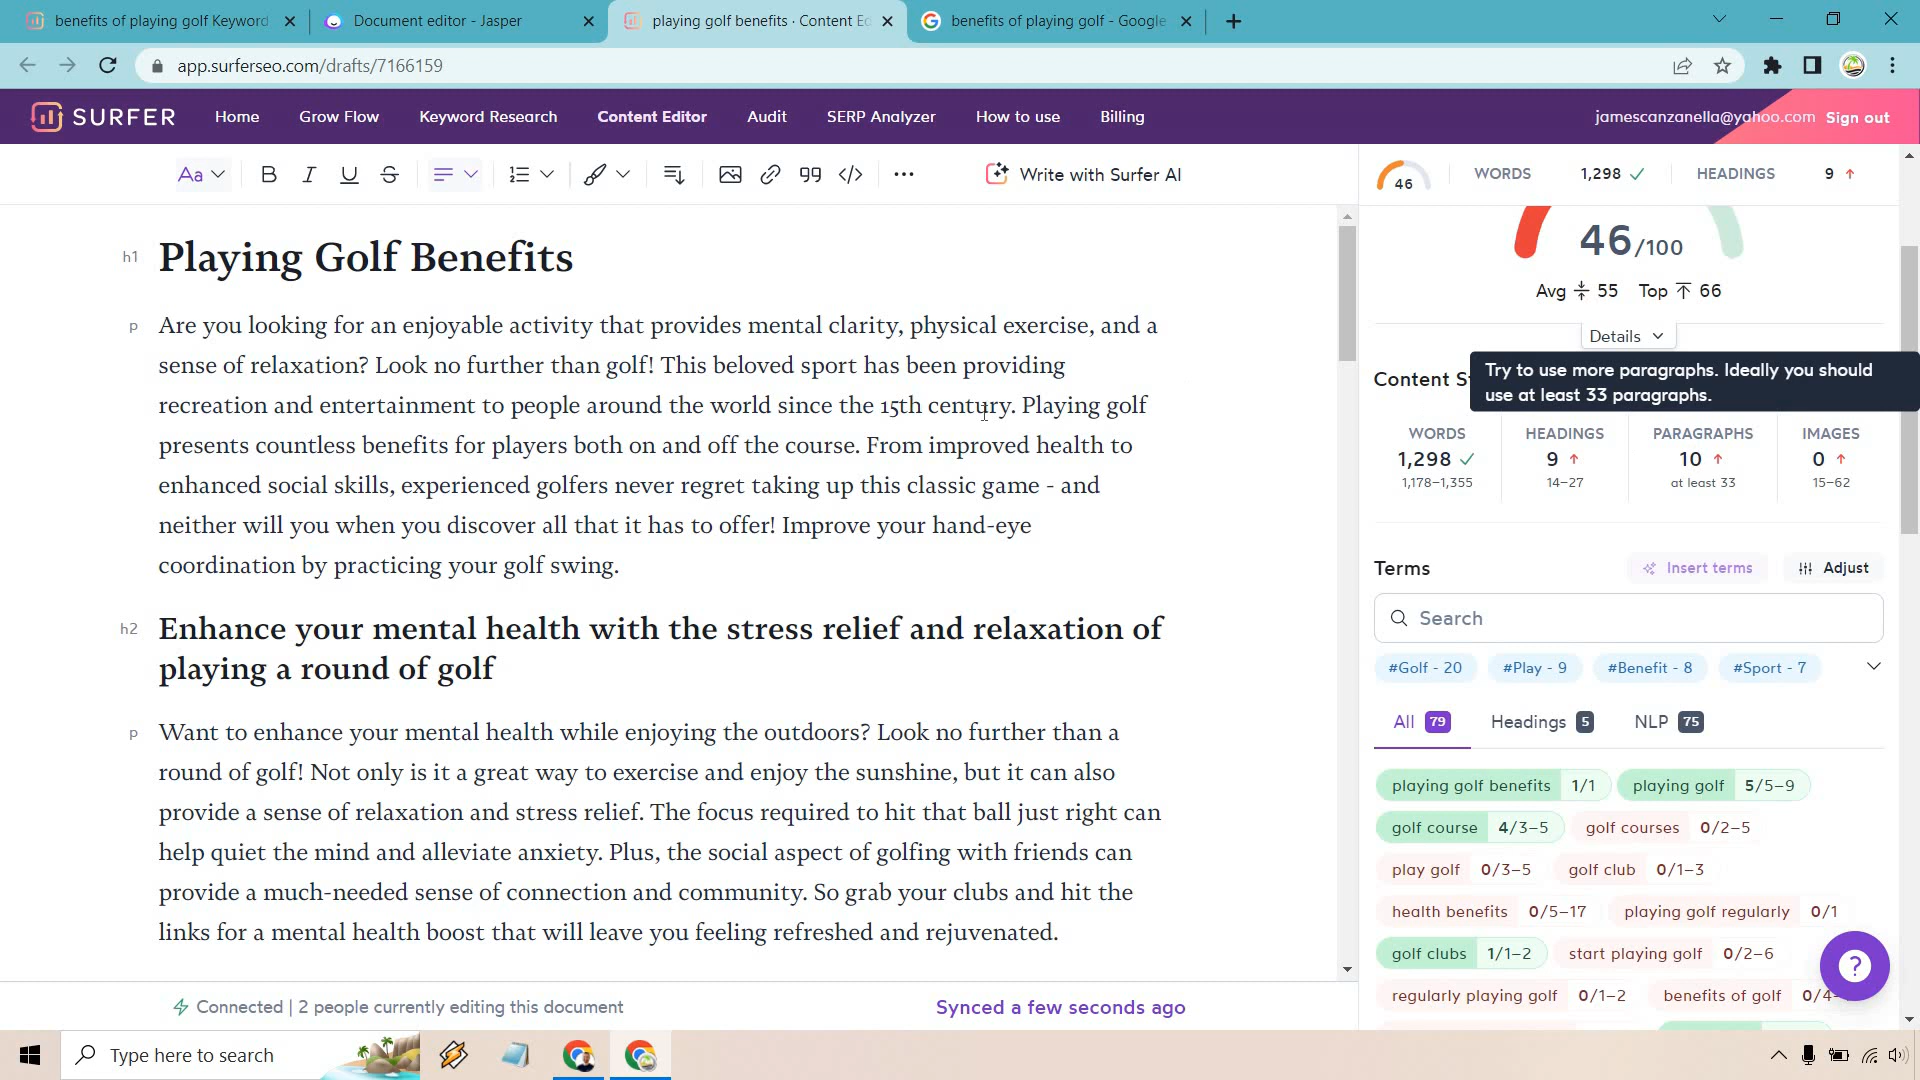 benefits of playing golf Keyword
Document editor - Jasper
playing golf benefits · Content Ed
benefits of playing golf - Google
app.surferseo.com/drafts/7166159
SURFER
Home
Grow Flow
Keyword Research
Content Editor
Audit
SERP Analyzer
How to use
Billing
jamescanzanella@yahoo.com
Sign out
Aa
Write with Surfer AI
46
WORDS
1,298
HEADINGS
9
h1
Playing Golf Benefits
p
Are you looking for an enjoyable activity that provides mental clarity, physical exercise, and a
sense of relaxation? Look no further than golf! This beloved sport has been providing
recreation and entertainment to people around the world since the 15th century. Playing golf
presents countless benefits for players both on and off the course. From improved health to
enhanced social skills, experienced golfers never regret taking up this classic game - and
neither will you when you discover all that it has to offer! Improve your hand-eye
coordination by practicing your golf swing.
h2
Enhance your mental health with the stress relief and relaxation of
playing a round of golf
p
Want to enhance your mental health while enjoying the outdoors? Look no further than a
round of golf! Not only is it a great way to exercise and enjoy the sunshine, but it can also
provide a sense of relaxation and stress relief. The focus required to hit that ball just right can
help quiet the mind and alleviate anxiety. Plus, the social aspect of golfing with friends can
provide a much-needed sense of connection and community. So grab your clubs and hit the
links for a mental health boost that will leave you feeling refreshed and rejuvenated.
Connected | 2 people currently editing this document
Synced a few seconds ago
46/100
Avg 55 Top 66
Details
Content S
Try to use more paragraphs. Ideally you should
use at least 33 paragraphs.
WORDS
1,298
1,178–1,355
HEADINGS
9
14–27
PARAGRAPHS
10
at least 33
IMAGES
0
15–62
Terms
Insert terms
Adjust
Search
#Golf - 20
#Play - 9
#Benefit - 8
#Sport - 7
All 79
Headings 5
NLP 75
playing golf benefits 1/1
playing golf 5/5–9
golf course 4/3–5
golf courses 0/2–5
play golf 0/3–5
golf club 0/1–3
health benefits 0/5–17
playing golf regularly 0/1
golf clubs 1/1–2
start playing golf 0/2–6
regularly playing golf 0/1–2
benefits of golf 0/4-
?
Type here to search